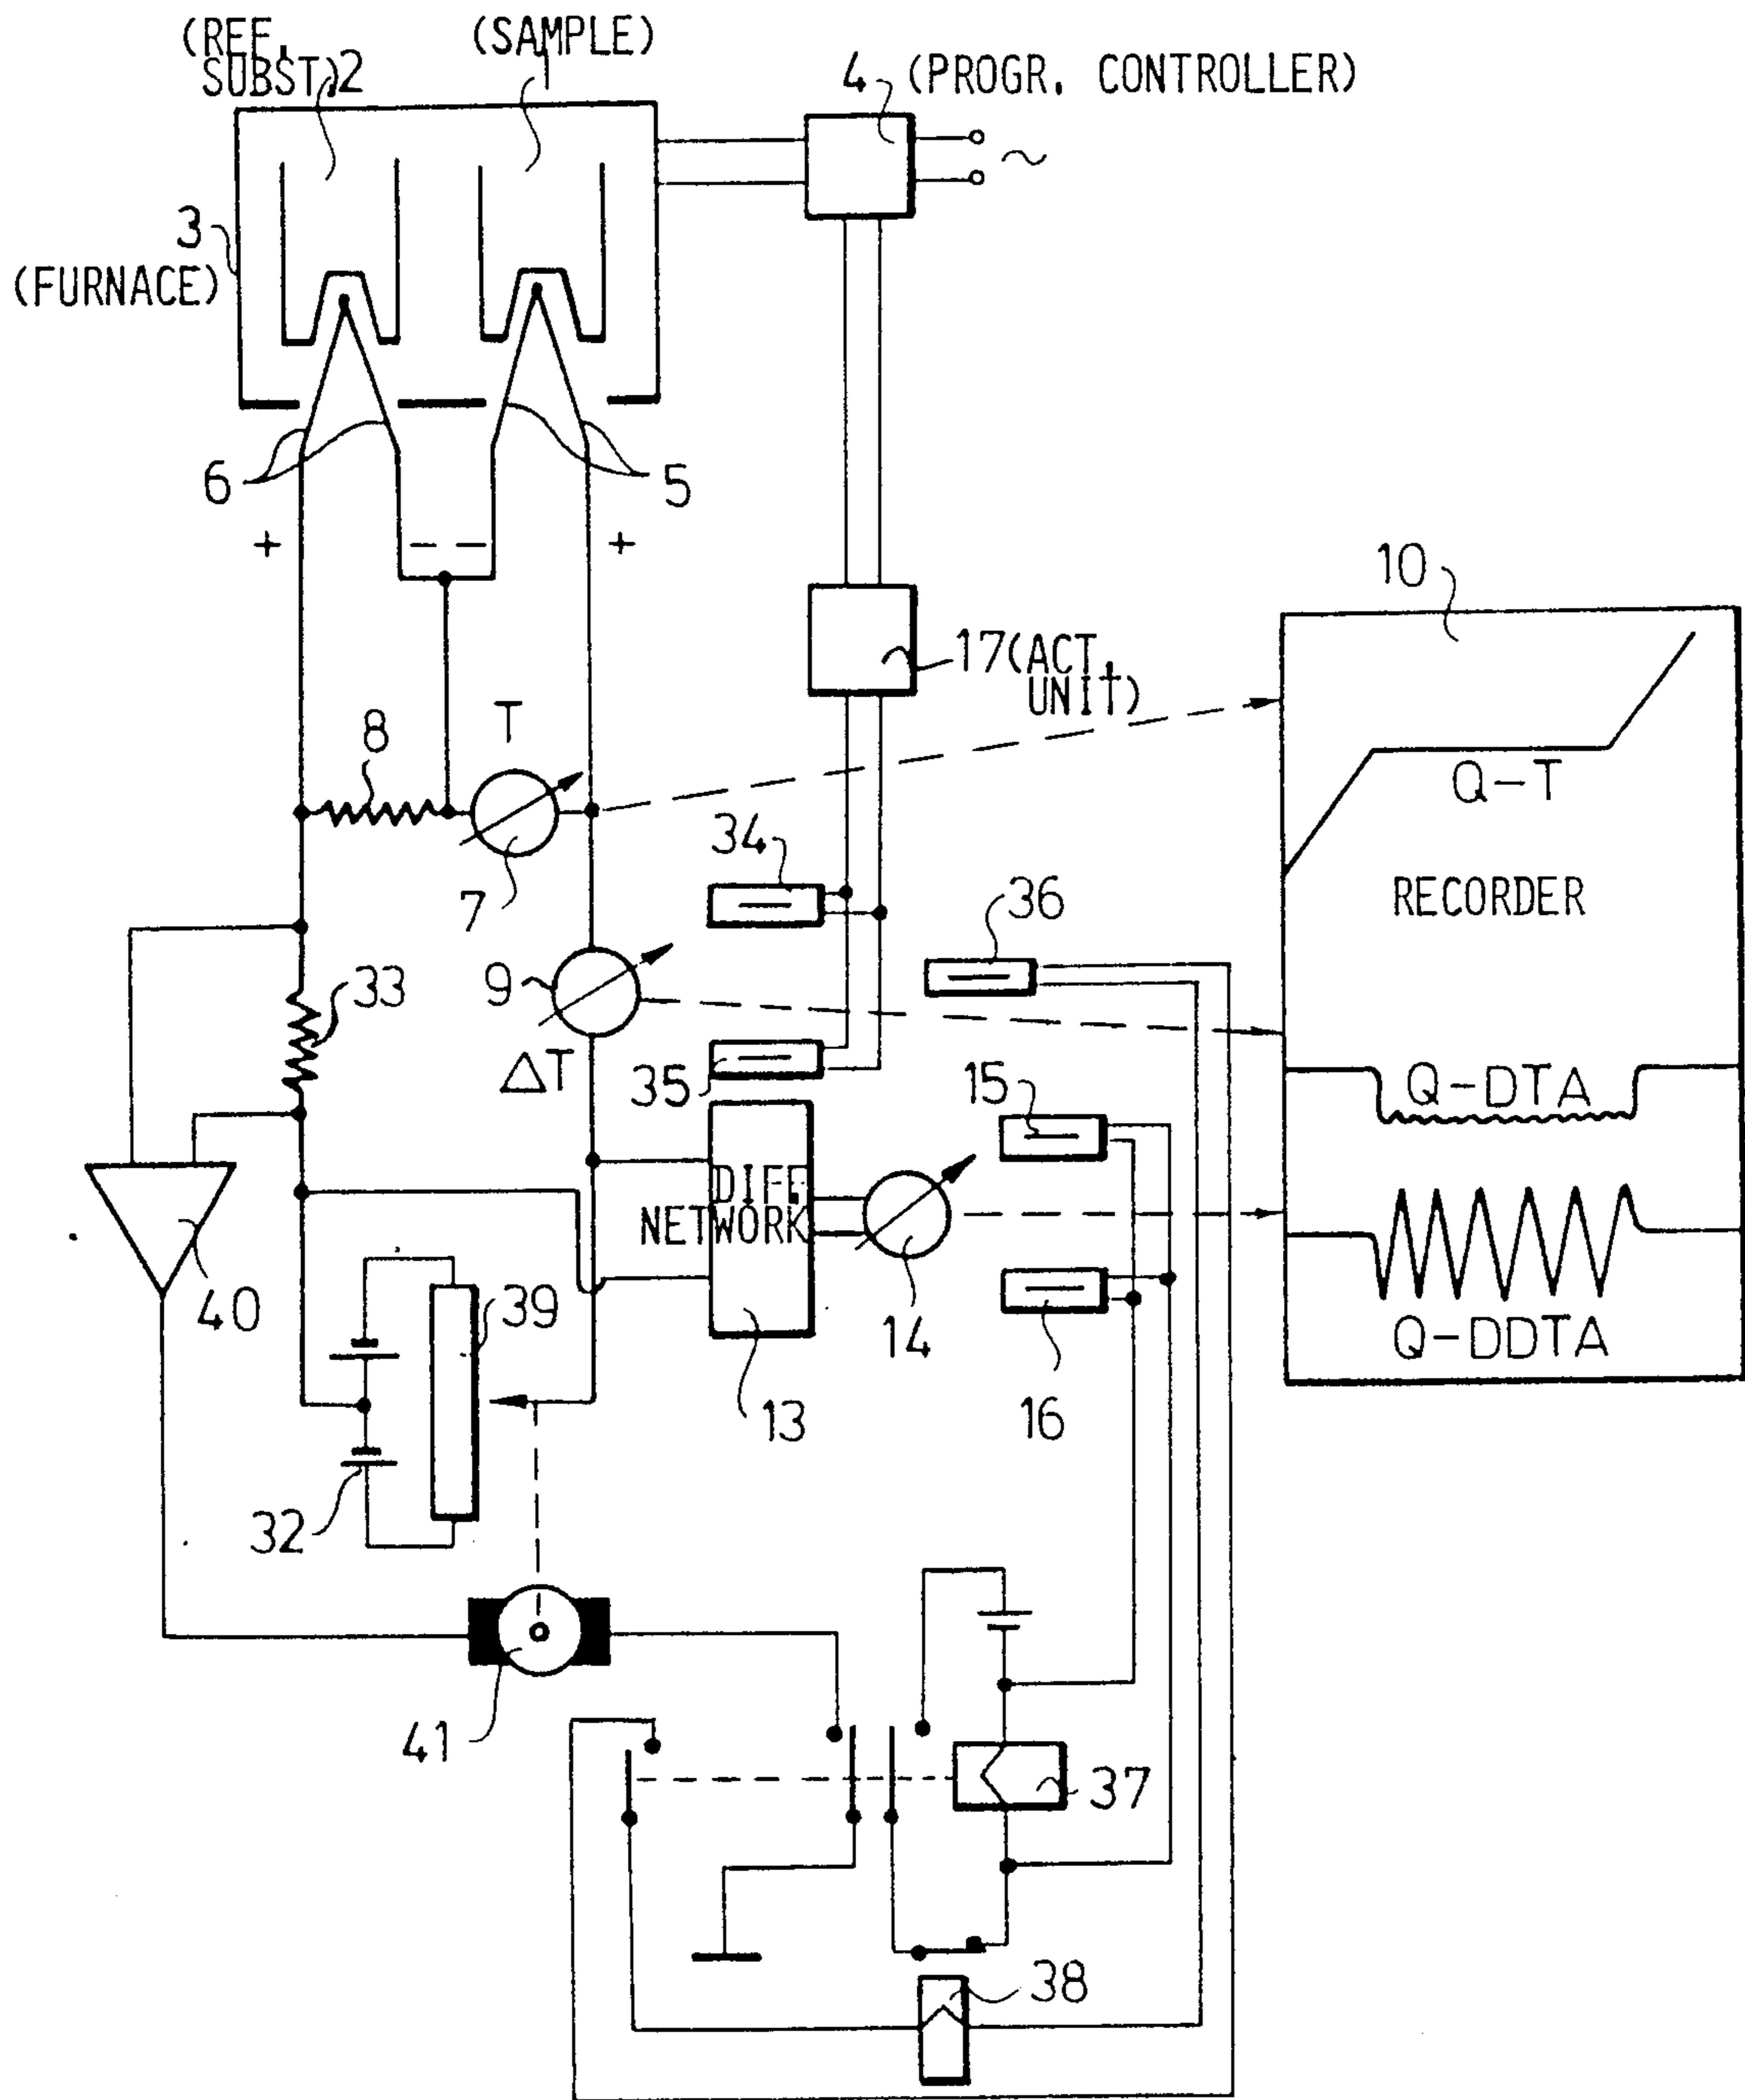 (REF.
SUBST.)
2
(SAMPLE)
1
4 (PROGR. CONTROLLER)
~
3
(FURNACE)
6
5
+
- -
+
10
17 (ACT.
UNIT)
8
T
7
Q-T
34
36
RECORDER
33
9
ΔT
35
15
Q-DTA
DIFF.
NETWORK
40
39
14
16
Q-DDTA
13
32
41
37
38